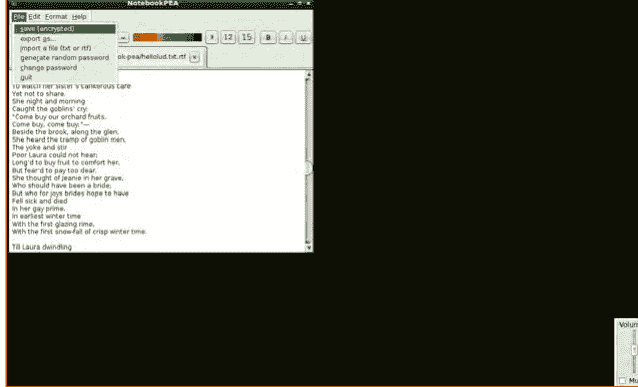 NotebookPEA
File Edit Format Help
save (encrypted)
export as...
import a file (txt or rtf)
generate random password
change password
quit
12 15 B I U
ok-pea/hellolud.txt.rtf
To watch her sister's cankerous care
Yet not to share.
She night and morning
Caught the goblins' cry:
"Come buy our orchard fruits,
Come buy, come buy:"—
Beside the brook, along the glen,
She heard the tramp of goblin men,
The yoke and stir
Poor Laura could not hear;
Long'd to buy fruit to comfort her,
But fear'd to pay too dear.
She thought of Jeanie in her grave,
Who should have been a bride;
But who for joys brides hope to have
Fell sick and died
In her gay prime,
In earliest winter time
With the first glazing rime,
With the first snow-fall of crisp winter time.
Till Laura dwindling
Volum
Mu